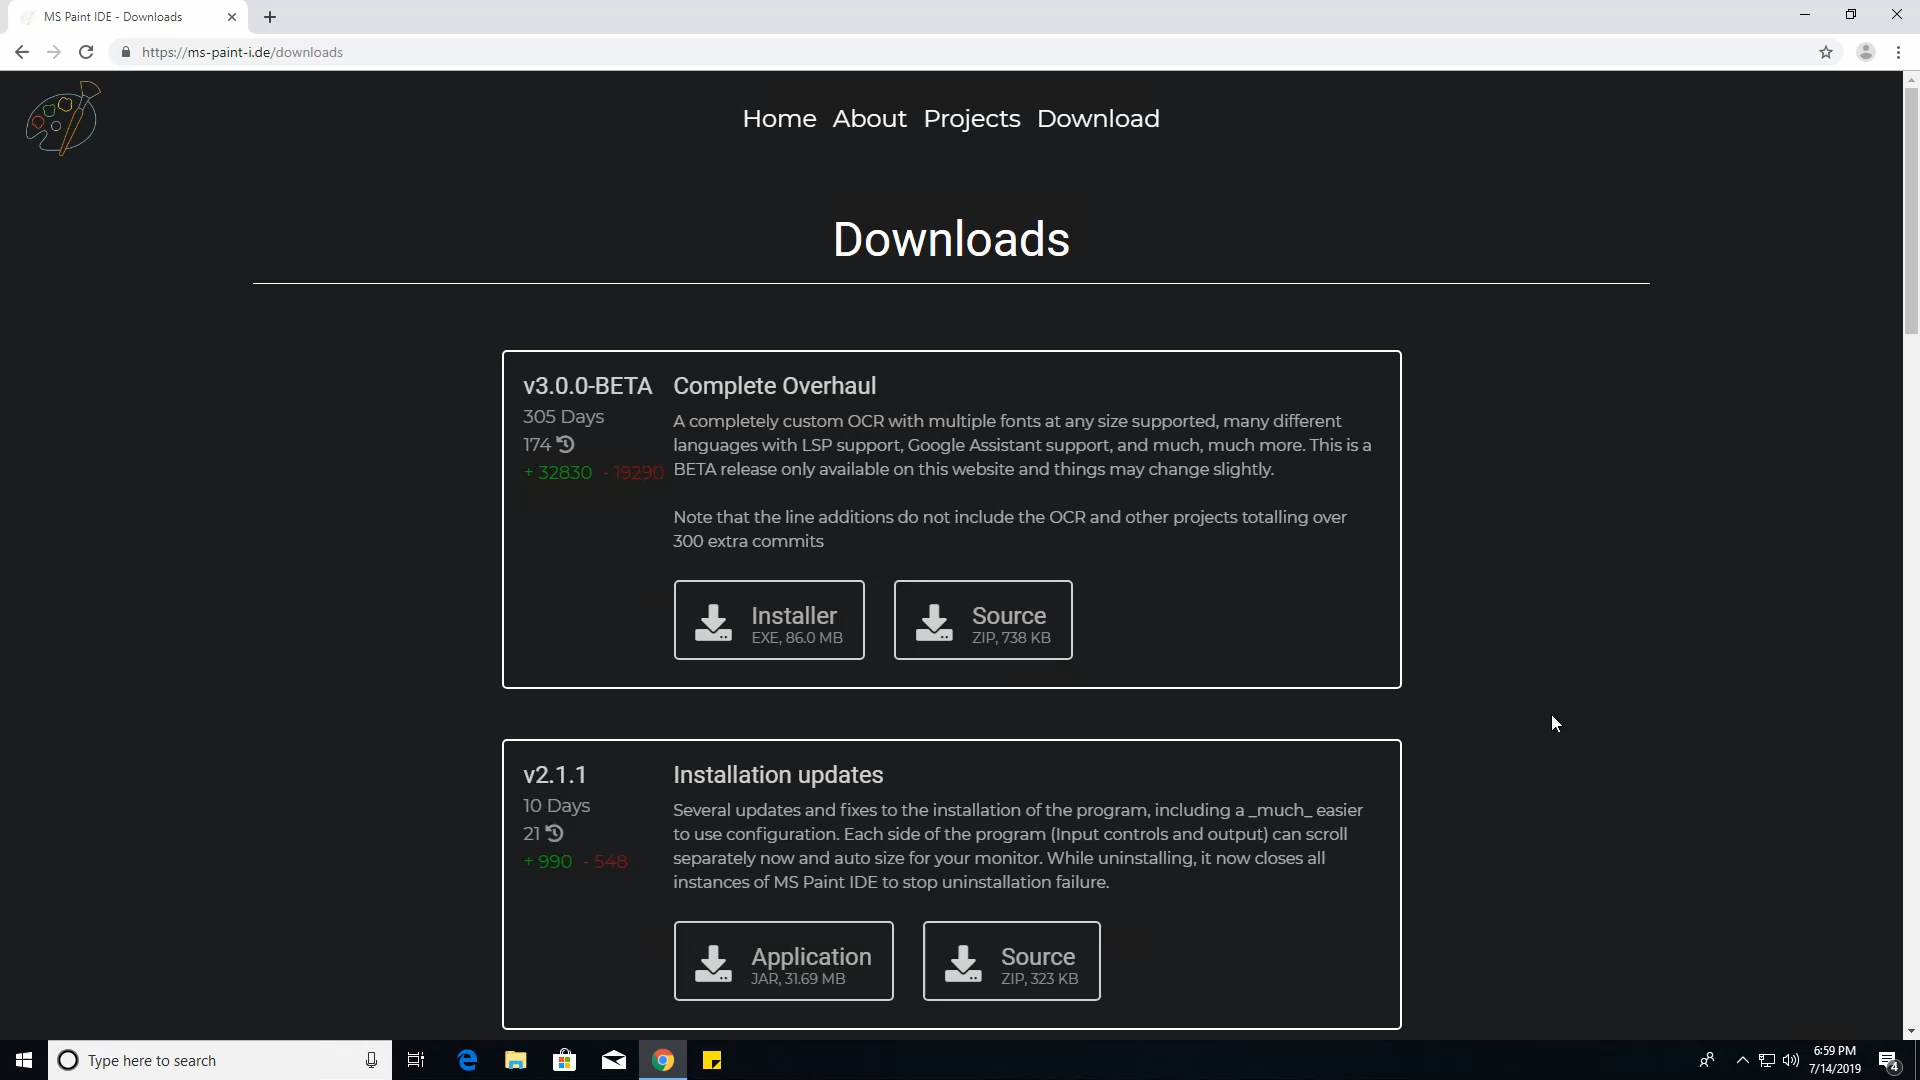 MS Paint IDE - Downloads
https://ms-paint-i.de/downloads
Home About Projects Download
Downloads
v3.0.0-BETA
305 Days
174
+ 32830 - 19290
Complete Overhaul
A completely custom OCR with multiple fonts at any size supported, many different
languages with LSP support, Google Assistant support, and much, much more. This is a
BETA release only available on this website and things may change slightly.
Note that the line additions do not include the OCR and other projects totalling over
300 extra commits
Installer
EXE, 86.0 MB
Source
ZIP, 738 KB
v2.1.1
10 Days
21
+ 990 - 548
Installation updates
Several updates and fixes to the installation of the program, including a _much_ easier
to use configuration. Each side of the program (Input controls and output) can scroll
separately now and auto size for your monitor. While uninstalling, it now closes all
instances of MS Paint IDE to stop uninstallation failure.
Application
JAR, 31.69 MB
Source
ZIP, 323 KB
Type here to search
6:59 PM
7/14/2019
4